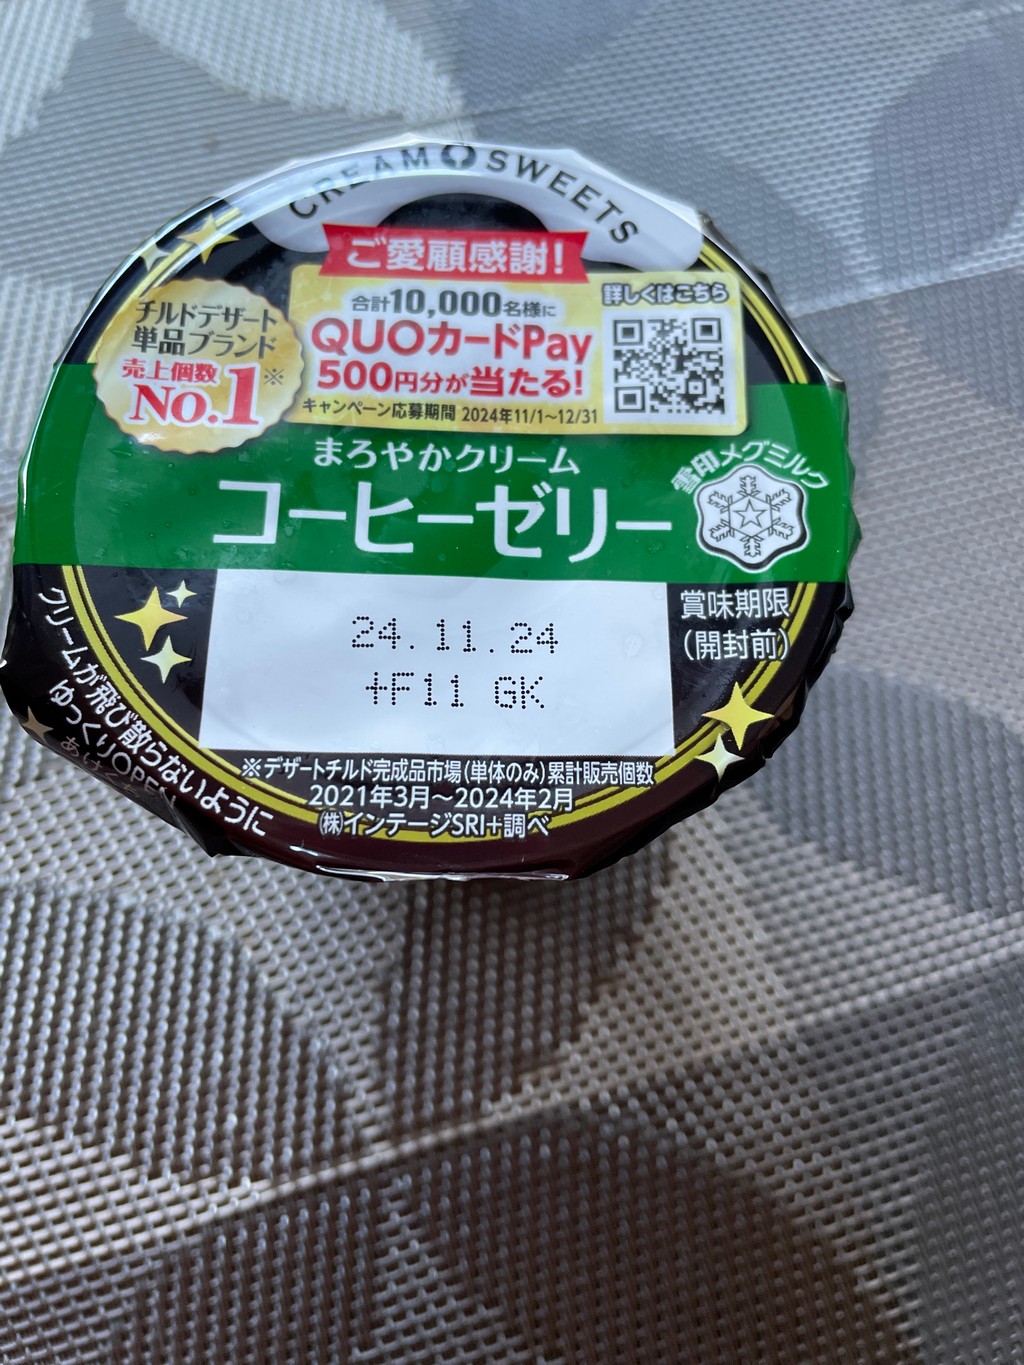 CREAM SWEETS
ご愛顧感謝!
合計10,000名様に
QUOカードPay
500円分が当たる!
キャンペーン応募期間 2024年11/1〜12/31
詳しくはこちら
チルドデザート
単品ブランド
売上個数
No.1※
まろやかクリーム
コーヒーゼリー
雪印メグミルク
24.11.24
+F11 GK
賞味期限
(開封前)
クリームが飛び散らないように
ゆっくりOPEN
※デザートチルド完成品市場(単体のみ)累計販売個数
2021年3月〜2024年2月
㈱インテージSRI+調べ